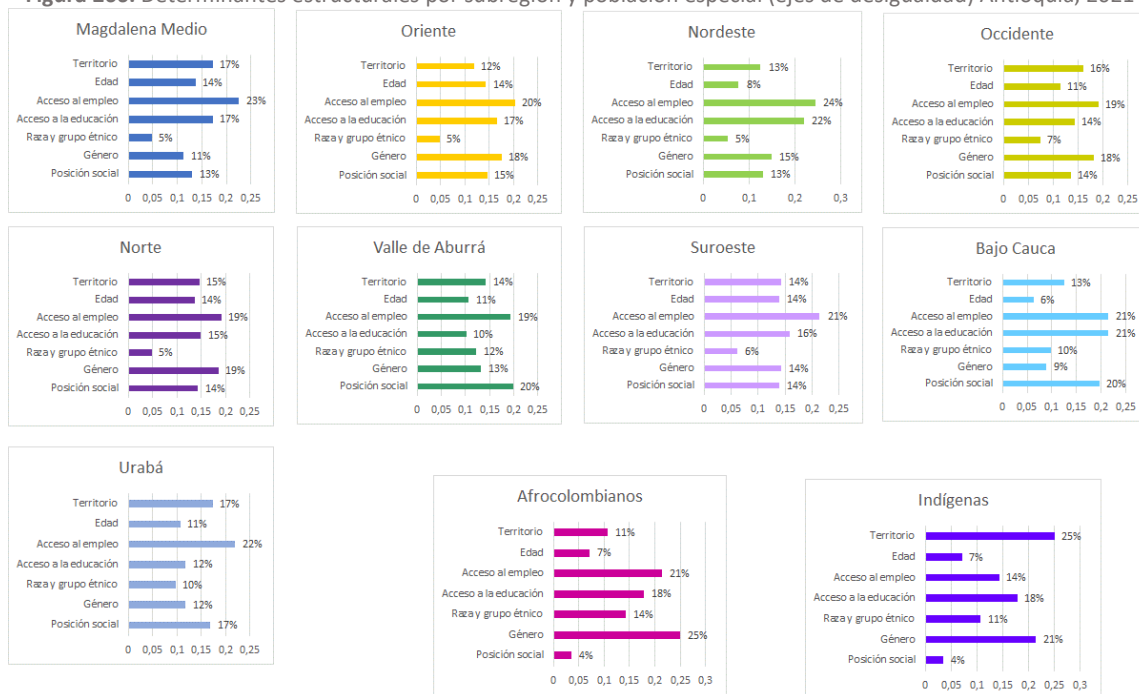 Determinantes estructurales por subregión y población especial (ejes de desigualdad) Antioquia, 2021
Magdalena Medio
Territorio 17%
Edad 14%
Acceso al empleo 23%
Acceso a la educación 17%
Raza y grupo étnico 5%
Género 11%
Posición social 13%
0 0,05 0,1 0,15 0,2 0,25
Oriente
Territorio 12%
Edad 14%
Acceso al empleo 20%
Acceso a la educación 17%
Raza y grupo étnico 5%
Género 18%
Posición social 15%
0 0,05 0,1 0,15 0,2 0,25
Nordeste
Territorio 13%
Edad 8%
Acceso al empleo 24%
Acceso a la educación 22%
Raza y grupo étnico 5%
Género 15%
Posición social 13%
0 0,1 0,2 0,3
Occidente
Territorio 16%
Edad 11%
Acceso al empleo 19%
Acceso a la educación 14%
Raza y grupo étnico 7%
Género 18%
Posición social 14%
0 0,05 0,1 0,15 0,2 0,25
Norte
Territorio 15%
Edad 14%
Acceso al empleo 19%
Acceso a la educación 15%
Raza y grupo étnico 5%
Género 19%
Posición social 14%
0 0,05 0,1 0,15 0,2 0,25
Valle de Aburrá
Territorio 14%
Edad 11%
Acceso al empleo 19%
Acceso a la educación 10%
Raza y grupo étnico 12%
Género 13%
Posición social 20%
0 0,05 0,1 0,15 0,2 0,25
Suroeste
Territorio 14%
Edad 14%
Acceso al empleo 21%
Acceso a la educación 16%
Raza y grupo étnico 6%
Género 14%
Posición social 14%
0 0,05 0,1 0,15 0,2 0,25
Bajo Cauca
Territorio 13%
Edad 6%
Acceso al empleo 21%
Acceso a la educación 21%
Raza y grupo étnico 10%
Género 9%
Posición social 20%
0 0,05 0,1 0,15 0,2 0,25
Urabá
Territorio 17%
Edad 11%
Acceso al empleo 22%
Acceso a la educación 12%
Raza y grupo étnico 10%
Género 12%
Posición social 17%
0 0,05 0,1 0,15 0,2 0,25
Afrocolombianos
Territorio 11%
Edad 7%
Acceso al empleo 21%
Acceso a la educación 18%
Raza y grupo étnico 14%
Género 25%
Posición social 4%
0 0,05 0,1 0,15 0,2 0,25 0,3
Indígenas
Territorio 25%
Edad 7%
Acceso al empleo 14%
Acceso a la educación 18%
Raza y grupo étnico 11%
Género 21%
Posición social 4%
0 0,05 0,1 0,15 0,2 0,25 0,3